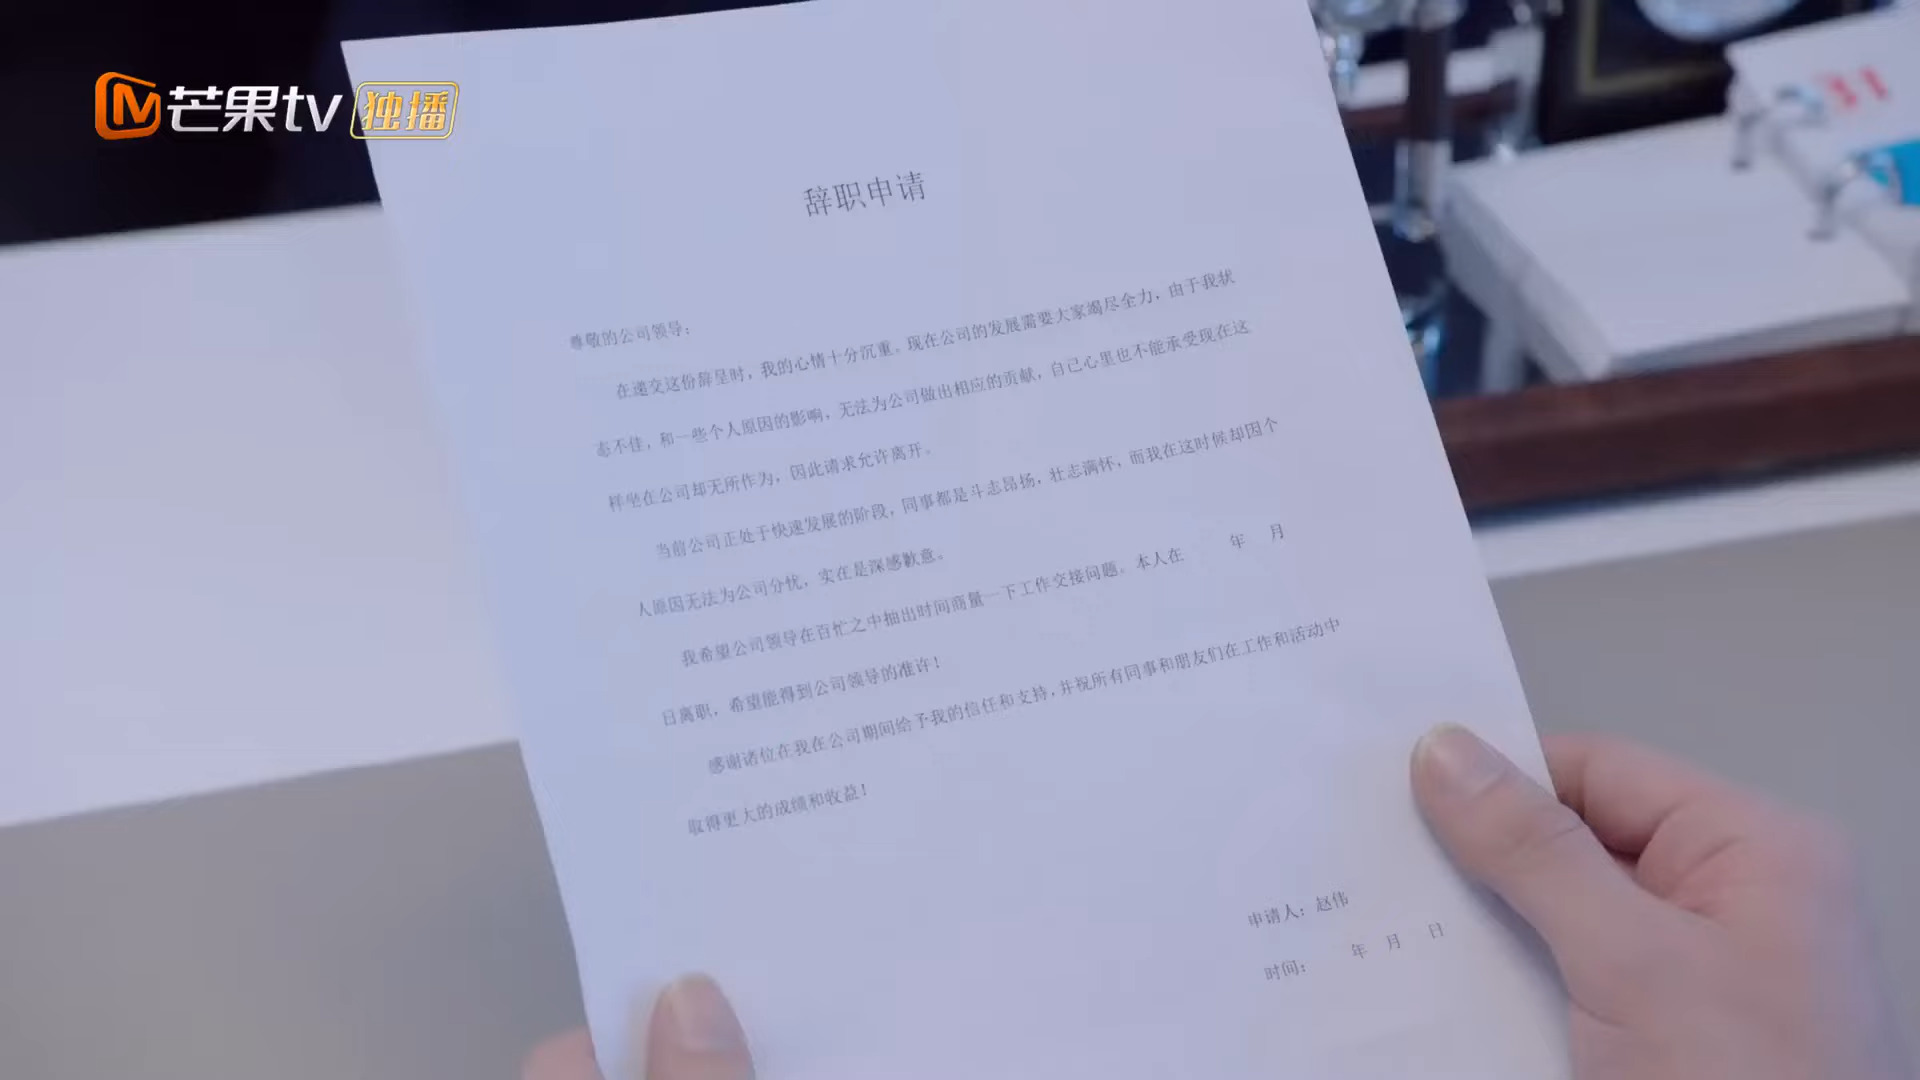 芒果tv 独播
31
辞职申请
尊敬的公司领导：
在递交这份辞呈时，我的心情十分沉重。现在公司的发展需要大家竭尽全力，由于我状
态不佳，和一些个人原因的影响，无法为公司做出相应的贡献，自己心里也不能承受现在这
样坐在公司却无所作为，因此请求允许离开。
当前公司正处于快速发展的阶段，同事都是斗志昂扬，壮志满怀，而我在这时候却因个
人原因无法为公司分忧，实在是深感歉意。
我希望公司领导在百忙之中抽出时间商量一下工作交接问题。本人在 年 月
日离职，希望能得到公司领导的准许！
感谢诸位在我在公司期间给予我的信任和支持，并祝所有同事和朋友们在工作和活动中
取得更大的成绩和收益！
申请人：赵伟
时间： 年 月 日